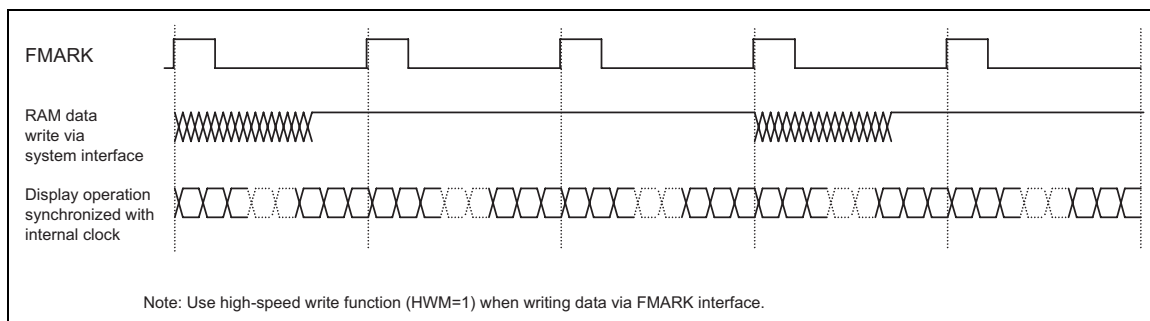 FMARK
RAM data
write via
system interface
Display operation
synchronized with
internal clock
Note: Use high-speed write function (HWM=1) when writing data via FMARK interface.